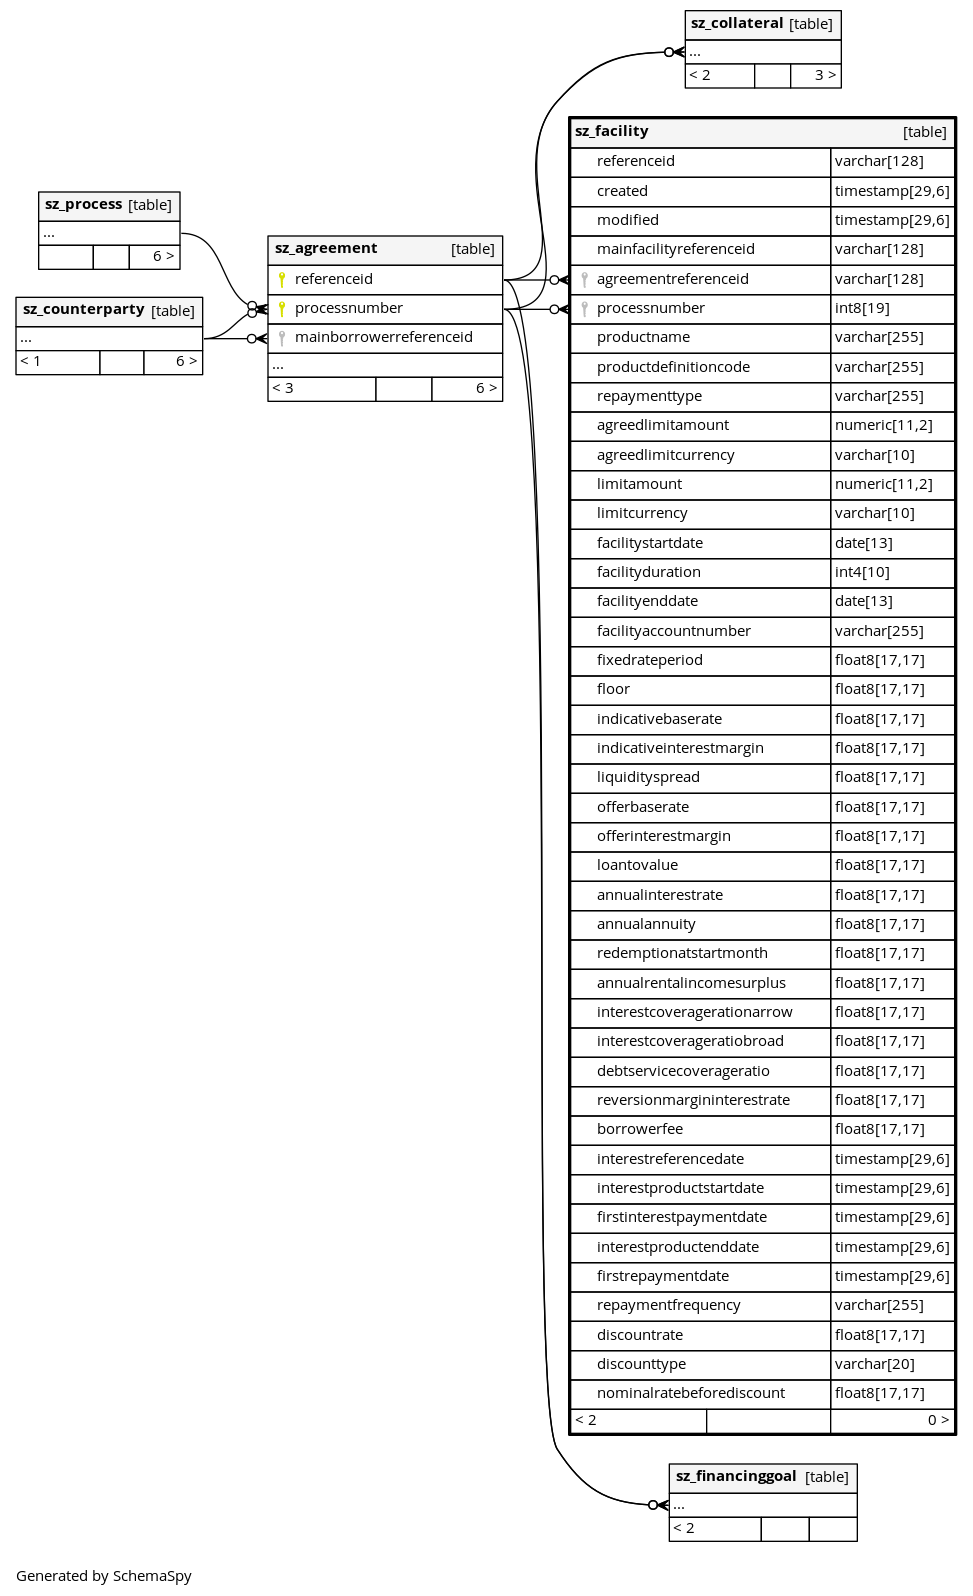 sz_collateral [table]
...
< 2 3 >
sz_facility [table]
referenceid varchar[128]
created timestamp[29,6]
modified timestamp[29,6]
mainfacilityreferenceid varchar[128]
agreementreferenceid varchar[128]
processnumber int8[19]
productname varchar[255]
productdefinitioncode varchar[255]
repaymenttype varchar[255]
agreedlimitamount numeric[11,2]
agreedlimitcurrency varchar[10]
limitamount numeric[11,2]
limitcurrency varchar[10]
facilitystartdate date[13]
facilityduration int4[10]
facilityenddate date[13]
facilityaccountnumber varchar[255]
fixedrateperiod float8[17,17]
floor float8[17,17]
indicativebaserate float8[17,17]
indicativeinterestmargin float8[17,17]
liquidityspread float8[17,17]
offerbaserate float8[17,17]
offerinterestmargin float8[17,17]
loantovalue float8[17,17]
annualinterestrate float8[17,17]
annualannuity float8[17,17]
redemptionatstartmonth float8[17,17]
annualrentalincomesurplus float8[17,17]
interestcoveragerationarrow float8[17,17]
interestcoverageratiobroad float8[17,17]
debtservicecoverageratio float8[17,17]
reversionmargininterestrate float8[17,17]
borrowerfee float8[17,17]
interestreferencedate timestamp[29,6]
interestproductstartdate timestamp[29,6]
firstinterestpaymentdate timestamp[29,6]
interestproductenddate timestamp[29,6]
firstrepaymentdate timestamp[29,6]
repaymentfrequency varchar[255]
discountrate float8[17,17]
discounttype varchar[20]
nominalratebeforediscount float8[17,17]
< 2 0 >
sz_process [table]
...
6 >
sz_counterparty [table]
...
< 1 6 >
sz_agreement [table]
referenceid
processnumber
mainborrowerreferenceid
...
< 3 6 >
sz_financinggoal [table]
...
< 2
Generated by SchemaSpy